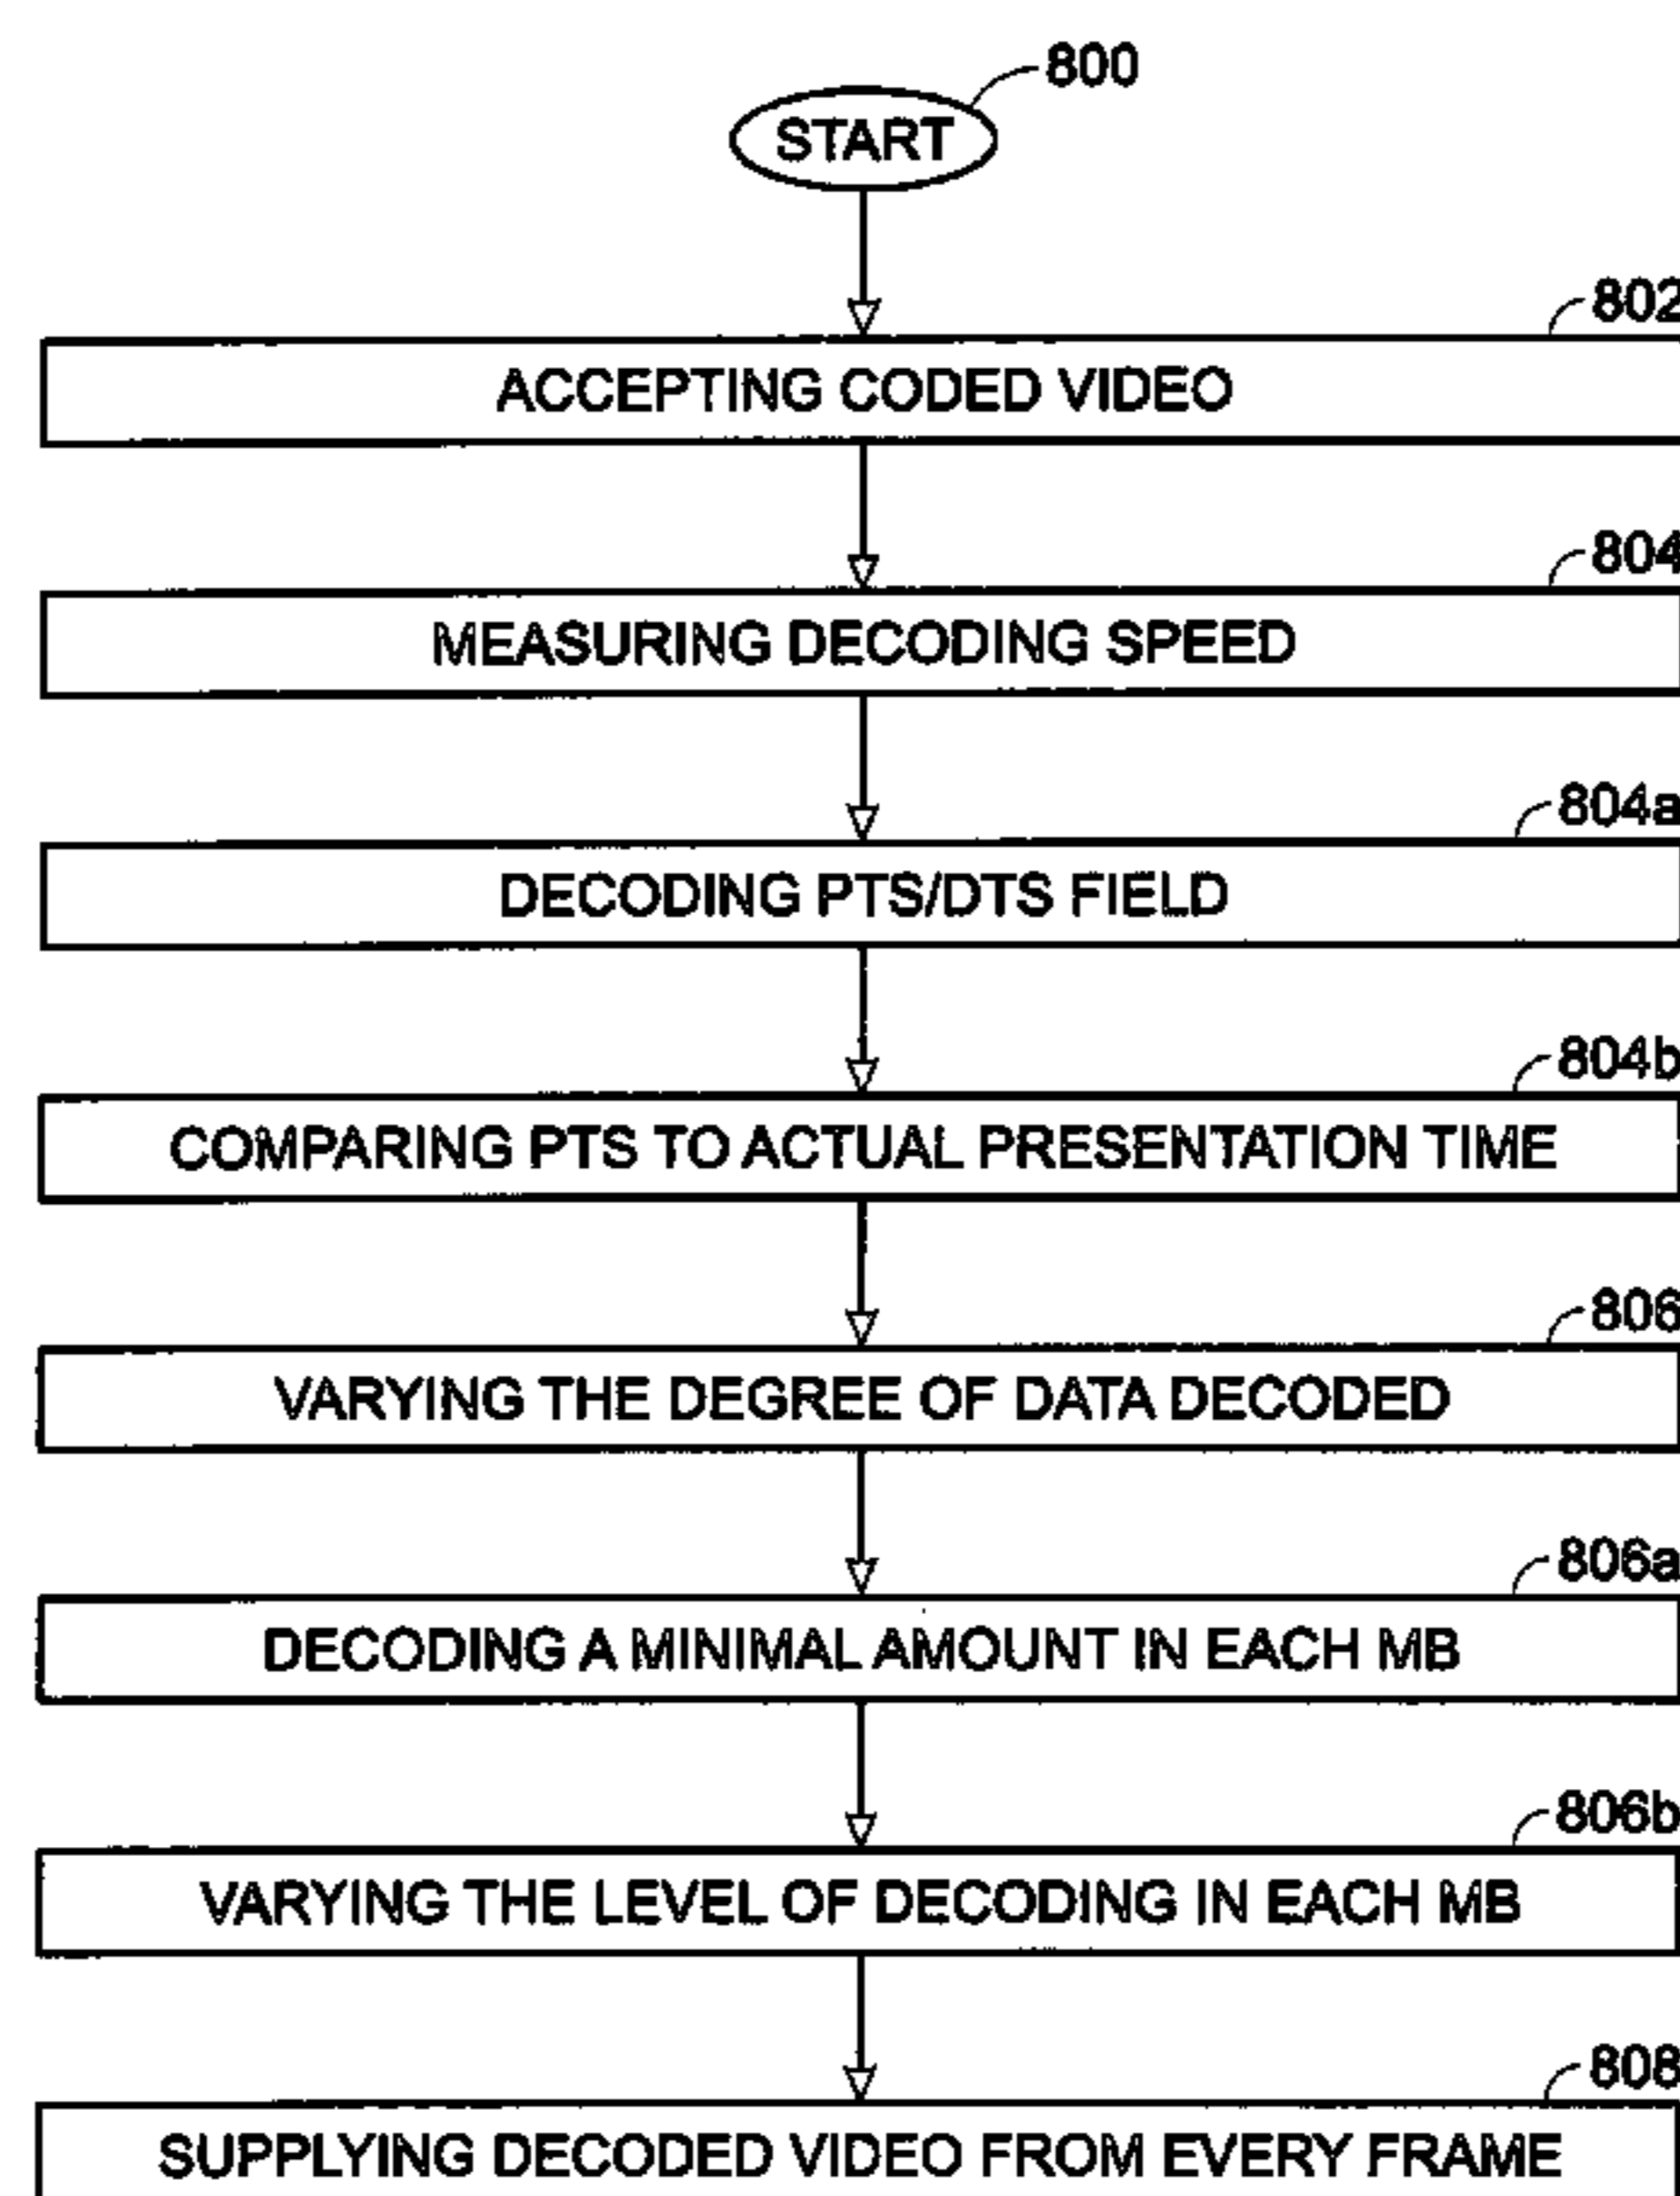 800
START
802
ACCEPTING CODED VIDEO
804
MEASURING DECODING SPEED
804a
DECODING PTS/DTS FIELD
804b
COMPARING PTS TO ACTUAL PRESENTATION TIME
806
VARYING THE DEGREE OF DATA DECODED
806a
DECODING A MINIMAL AMOUNT IN EACH MB
806b
VARYING THE LEVEL OF DECODING IN EACH MB
808
SUPPLYING DECODED VIDEO FROM EVERY FRAME